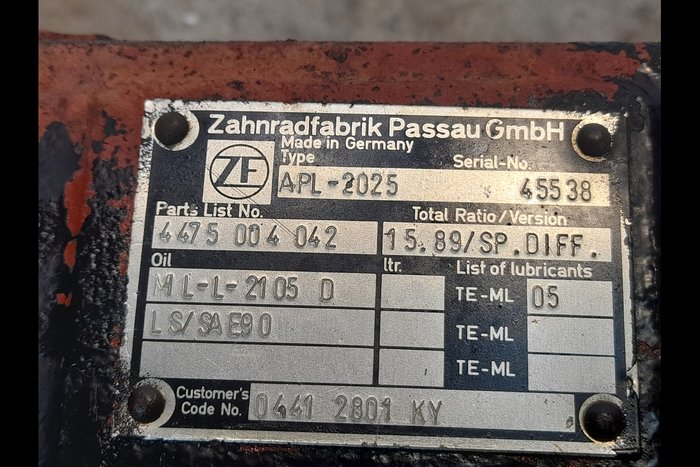 Zahnradfabrik Passau GmbH
Made in Germany
ZF
Type Serial-No.
APL-2025 45538
Parts List No. Total Ratio/Version
4475 004 042 15.89/SP.DIFF.
Oil ltr. List of lubricants
MIL-L-2105 D TE-ML 05
LS/SAE90 TE-ML
TE-ML
Customer's
Code No. 0441 2801 KY